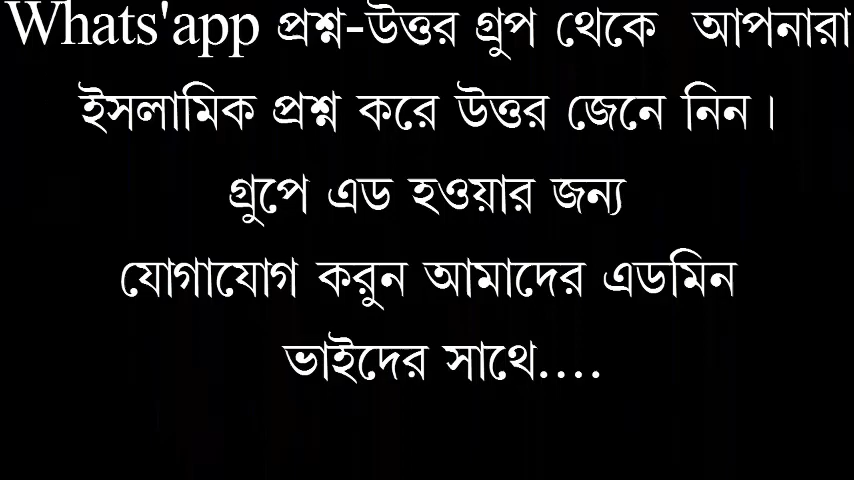 Whats'app প্রশ্ন-উত্তর গ্রুপ থেকে আপনারা
ইসলামিক প্রশ্ন করে উত্তর জেনে নিন।
গ্রুপে এড হওয়ার জন্য
যোগাযোগ করুন আমাদের এডমিন
ভাইদের সাথে....